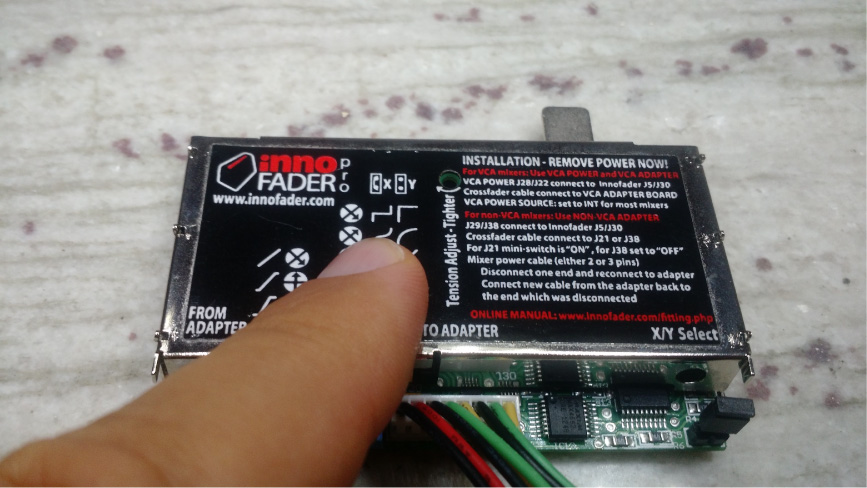 inno
FADER
pro
www.innofader.com
X Y
FROM
ADAPTER
TO ADAPTER
Tension Adjust - Tighter
INSTALLATION - REMOVE POWER NOW!
For VCA mixers: Use VCA POWER and VCA ADAPTER
VCA POWER J28/J22 connect to Innofader J5/J30
Crossfader cable connect to VCA ADAPTER BOARD
VCA POWER SOURCE: set to INT for most mixers
For non-VCA mixers: Use NON-VCA ADAPTER
J29/J38 connect to Innofader J5/J30
Crossfader cable connect to J21 or J38
For J21 mini-switch is "ON", for J38 set to "OFF"
Mixer power cable (either 2 or 3 pins)
Disconnect one end and reconnect to adapter
Connect new cable from the adapter back to
the end which was disconnected
ONLINE MANUAL: www.innofader.com/fitting.php
X/Y Select
130